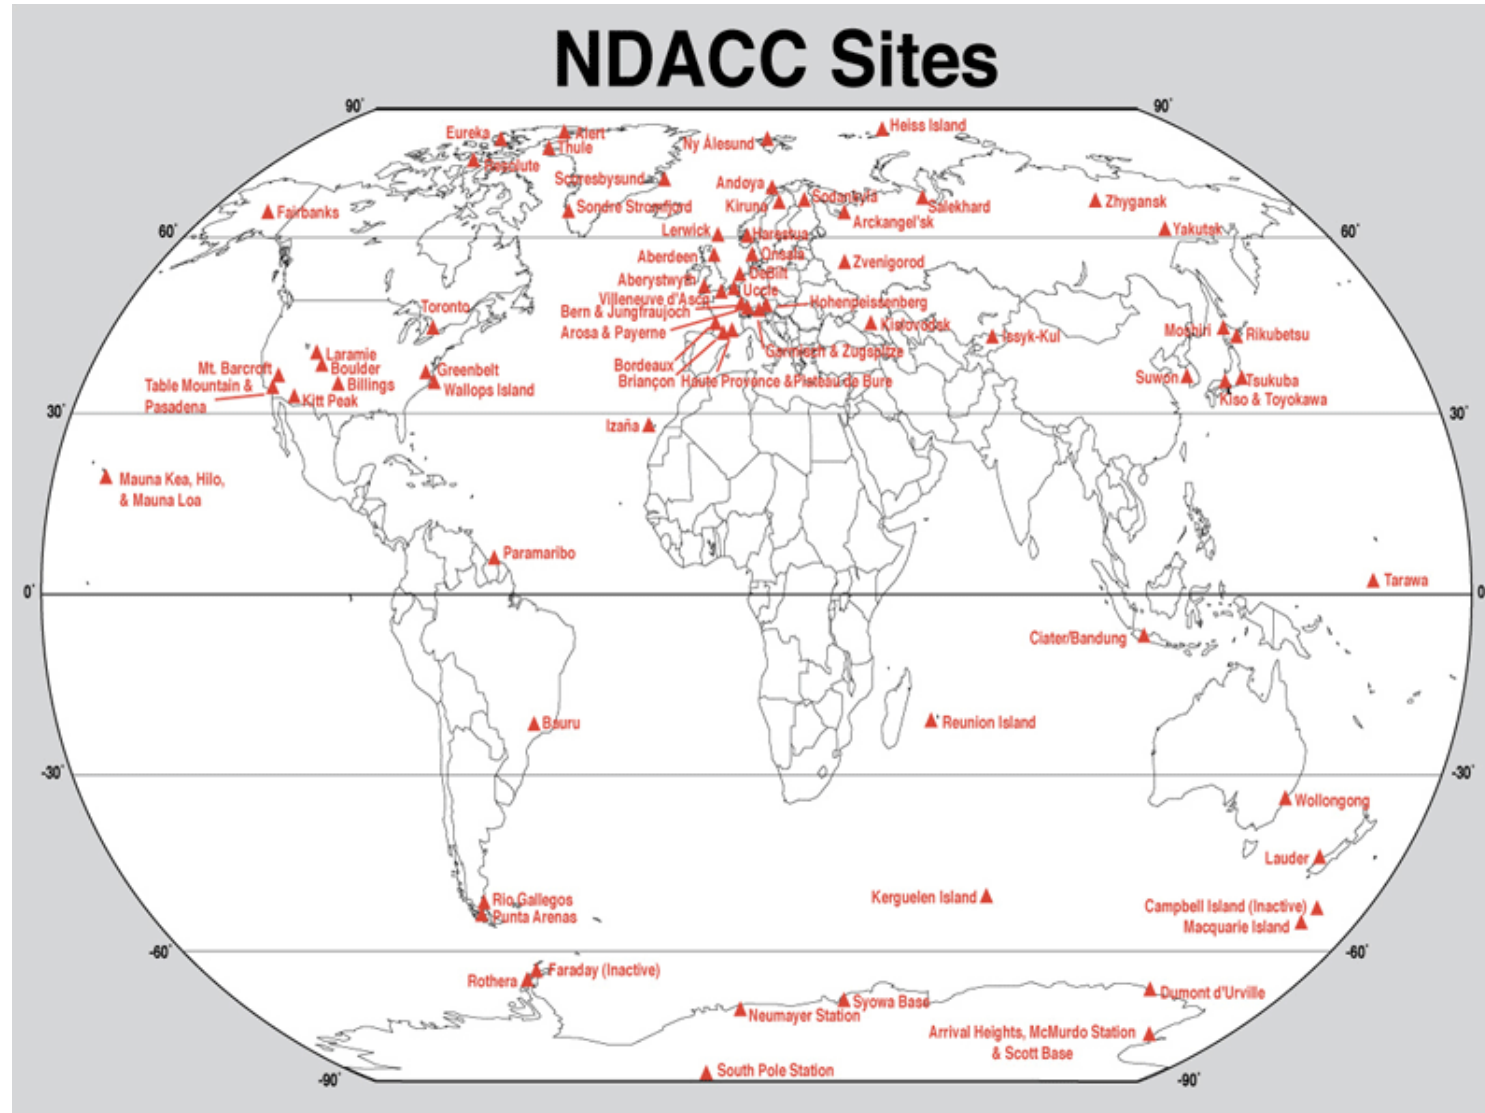 NDACC Sites
90°
90°
Eureka
Alert
Thule
Resolute
Ny Ålesund
Heiss Island
Scoresbysund
Sondre Stromfjord
Andøya
Kiruna
Sodankyla
Salekhard
Arckangel'sk
Zhygansk
Yakutsk
Fairbanks
60°
60°
Lerwick
Harestua
Aberdeen
Onsala
Zvenigorod
DeBilt
Aberystwyth
Uccle
Villeneuve d'Ascq
Hohenpeissenberg
Bern & Jungfraujoch
Arosa & Payerne
Kislovodsk
Issyk-Kul
Moshiri
Rikubetsu
Toronto
Garmisch & Zugspitze
Bordeaux
Briançon
Haute Provence &Plateau de Bure
Laramie
Boulder
Billings
Mt. Barcroft
Table Mountain &
Pasadena
Kitt Peak
Greenbelt
Wallops Island
Suwon
Tsukuba
Kiso & Toyokawa
30°
30°
Izaña
Mauna Kea, Hilo,
& Mauna Loa
Paramaribo
Tarawa
0°
0
Ciater/Bandung
Bauru
Reunion Island
-30°
-30°
Wollongong
Lauder
Kerguelen Island
Campbell Island (Inactive)
Macquarie Island
Rio Gallegos
Punta Arenas
-60°
-60°
Faraday (Inactive)
Rothera
Neumayer Station
Syowa Base
Dumont d'Urville
Arrival Heights, McMurdo Station
& Scott Base
South Pole Station
-90°
-90°